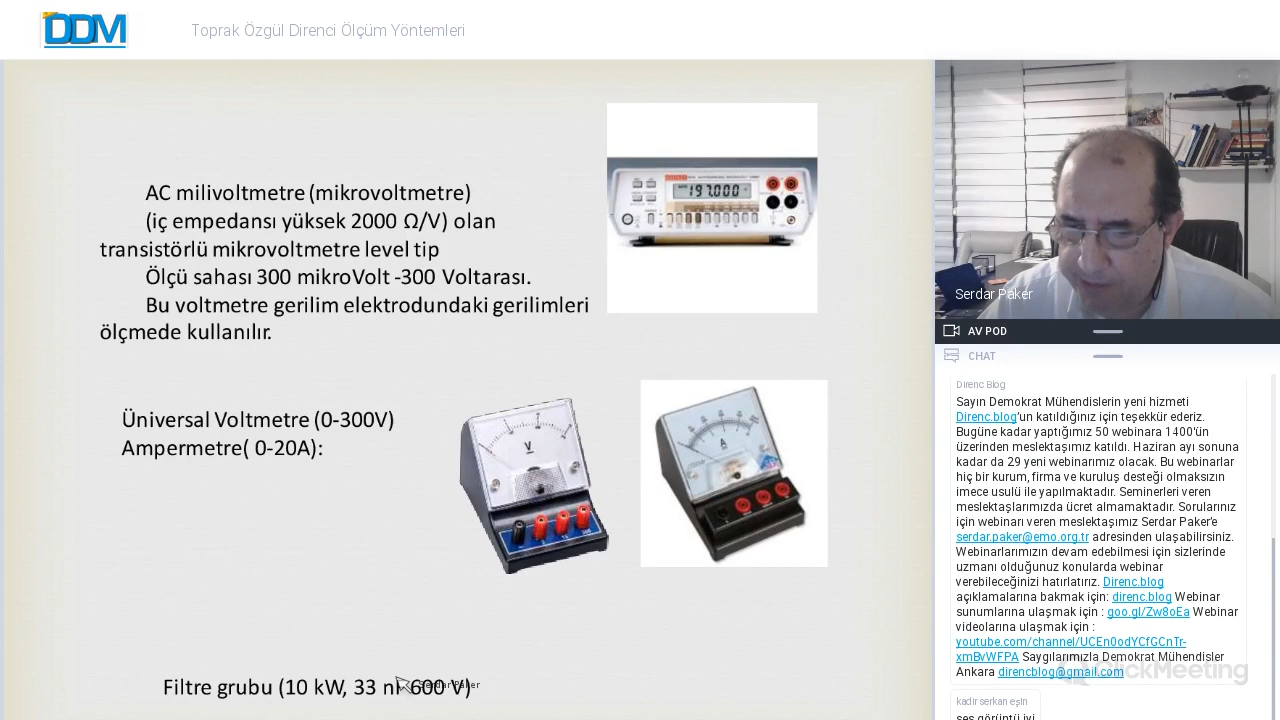 DDM
Toprak Özgül Direnci Ölçüm Yöntemleri
AC milivoltmetre (mikrovoltmetre)
(iç empedansı yüksek 2000 Ω/V) olan
transistörlü mikrovoltmetre level tip
Ölçü sahası 300 mikroVolt -300 Voltarası.
Bu voltmetre gerilim elektrodundaki gerilimleri
ölçmede kullanılır.
197.000
Üniversal Voltmetre (0-300V)
Ampermetre( 0-20A):
V
A
Filtre grubu (10 kW, 33 nF 600 V)
Serdar Paker
Serdar Paker
AV POD
CHAT
Direnc Blog
Sayın Demokrat Mühendislerin yeni hizmeti
Direnc.blog'un katıldığınız için teşekkür ederiz.
Bugüne kadar yaptığımız 50 webinara 1400'ün
üzerinden meslektaşımız katıldı. Haziran ayı sonuna
kadar da 29 yeni webinarımız olacak. Bu webinarlar
hiç bir kurum, firma ve kuruluş desteği olmaksızın
imece usulü ile yapılmaktadır. Seminerleri veren
meslektaşlarımızda ücret almamaktadır. Sorularınız
için webinarı veren meslektaşımız Serdar Paker'e
serdar.paker@emo.org.tr adresinden ulaşabilirsiniz.
Webinarlarımızın devam edebilmesi için sizlerinde
uzmanı olduğunuz konularda webinar
verebileceğinizi hatırlatırız. Direnc.blog
açıklamalarına bakmak için: direnc.blog Webinar
sunumlarına ulaşmak için : goo.gl/Zw8oEa Webinar
videolarına ulaşmak için :
youtube.com/channel/UCEn0odYCfGCnTr-
xmBvWFPA Saygılarımızla Demokrat Mühendisler
Ankara direncblog@gmail.com
ClickMeeting
kadir serkan eşin
ses görüntü iyi